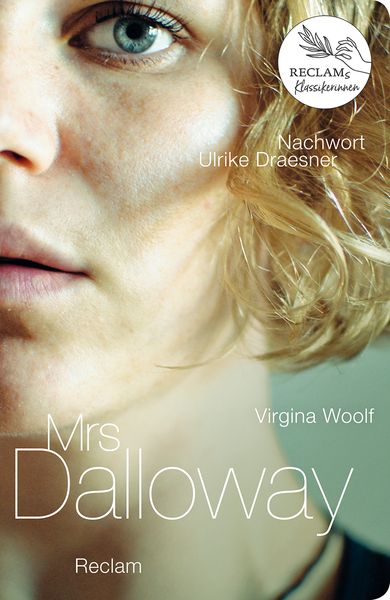 RECLAMs
Klassikerinnen
Nachwort
Ulrike Draesner
Virgina Woolf
Mrs
Dalloway
Reclam